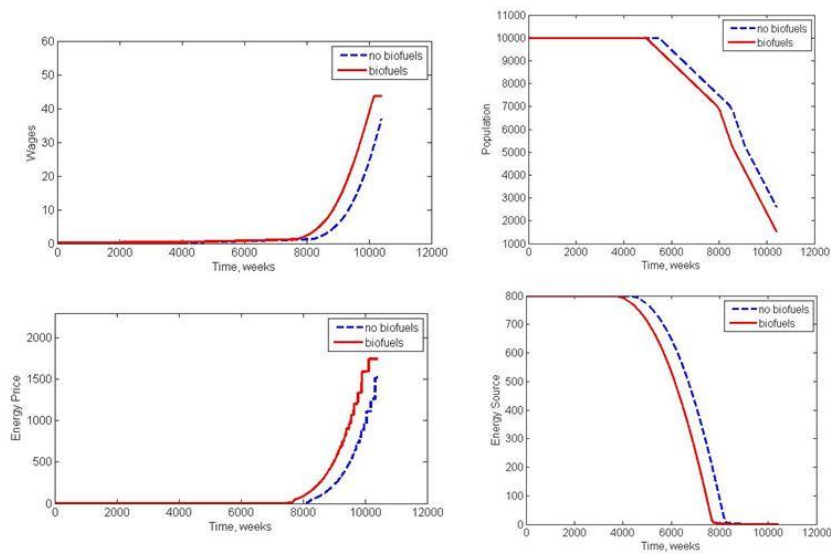 60
50
40
30
20
10
0
Wages
no biofuels
biofuels
0 2000 4000 6000 8000 10000 12000
Time, weeks
11000
10000
9000
8000
7000
6000
5000
4000
3000
2000
1000
Population
no biofuels
biofuels
0 2000 4000 6000 8000 10000 12000
Time, weeks
2000
1500
1000
500
0
Energy Price
no biofuels
biofuels
0 2000 4000 6000 8000 10000 12000
Time, weeks
800
700
600
500
400
300
200
100
0
Energy Source
no biofuels
biofuels
0 2000 4000 6000 8000 10000 12000
Time, weeks